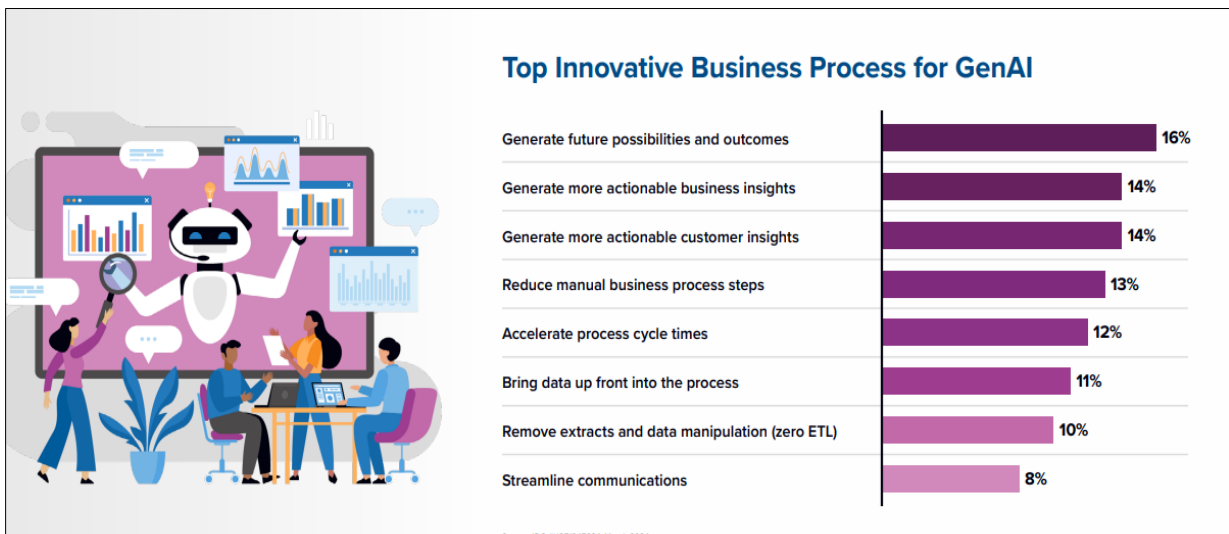 Top Innovative Business Process for GenAI
Generate future possibilities and outcomes 16%
Generate more actionable business insights 14%
Generate more actionable customer insights 14%
Reduce manual business process steps 13%
Accelerate process cycle times 12%
Bring data up front into the process 11%
Remove extracts and data manipulation (zero ETL) 10%
Streamline communications 8%